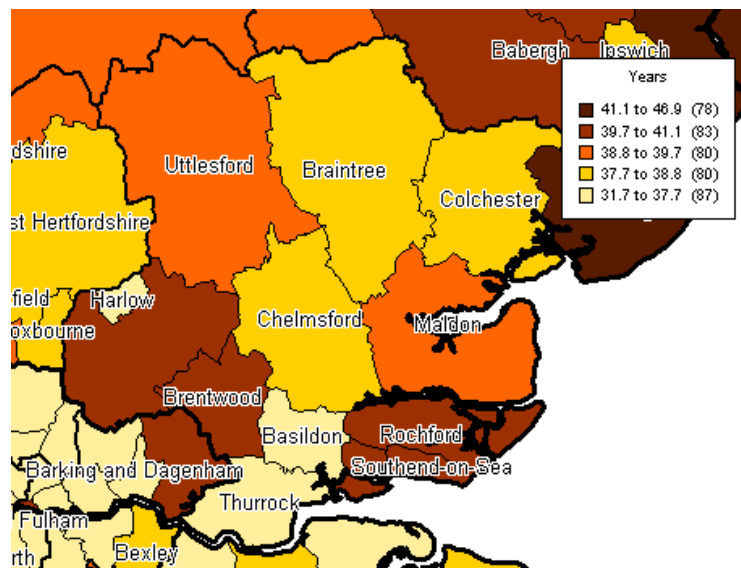 Babergh
Ipswich
Years
41.1 to 46.9 (78)
39.7 to 41.1 (83)
38.8 to 39.7 (80)
37.7 to 38.8 (80)
31.7 to 37.7 (87)
dshire
Uttlesford
Braintree
Colchester
st Hertfordshire
efield
Harlow
oxbourne
Chelmsford
Maldon
Brentwood
Basildon
Rochford
Barking and Dagenham
Southend-on-Sea
Thurrock
Fulham
rth
Bexley